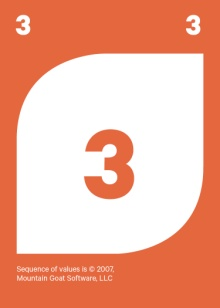 3 3
3
Sequence of values is © 2007,
Mountain Goat Software, LLC